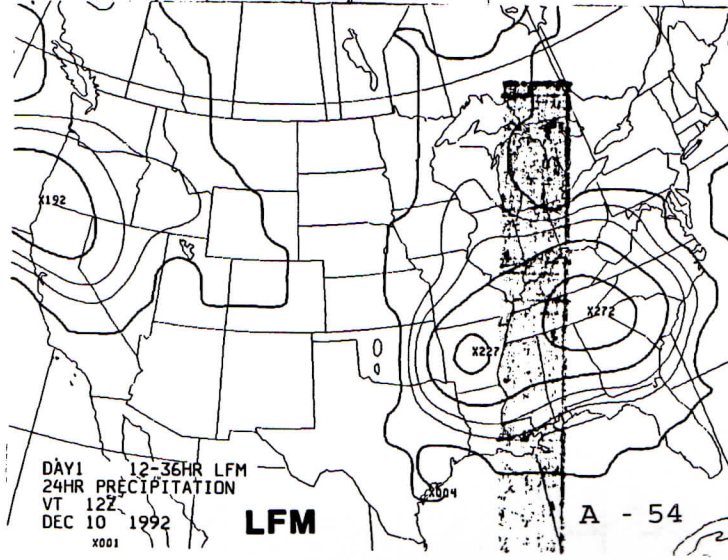 X192
X272
X227
X004
DAY1 12-36HR LFM
24HR PRECIPITATION
VT 12Z
DEC 10 1992
LFM
A - 54
X001